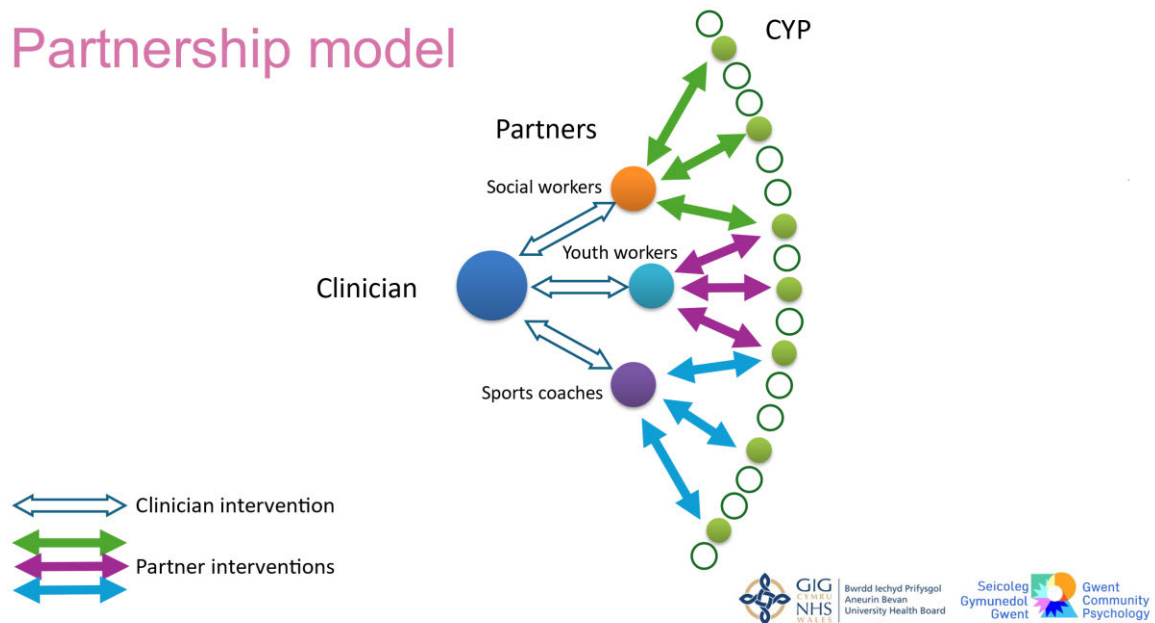 Partnership model
CYP
Partners
Social workers
Youth workers
Clinician
Sports coaches
Clinician intervention
Partner interventions
GIG
CYMRU
NHS
WALES
Bwrdd Iechyd Prifysgol
Aneurin Bevan
University Health Board
Seicoleg
Gymunedol
Gwent
Gwent
Community
Psychology